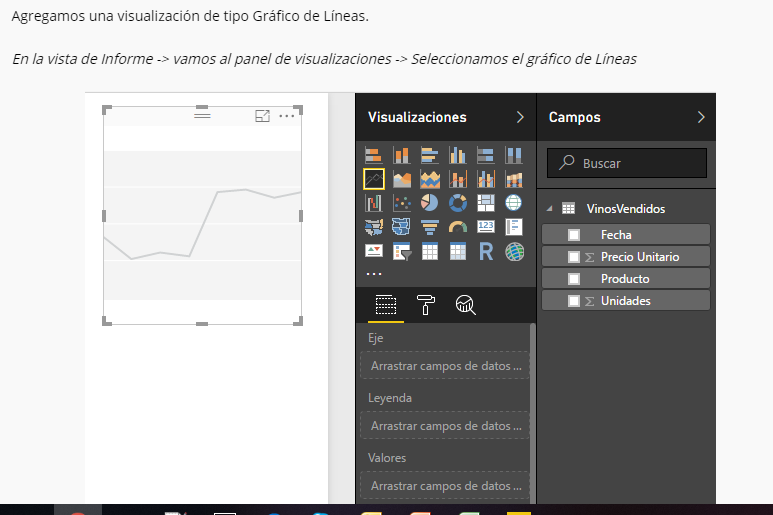 Agregamos una visualización de tipo Gráfico de Líneas.
En la vista de Informe -> vamos al panel de visualizaciones -> Seleccionamos el gráfico de Líneas
Visualizaciones
Campos
Buscar
VinosVendidos
Fecha
Σ Precio Unitario
Producto
Σ Unidades
123
R
Eje
Arrastrar campos de datos ...
Leyenda
Arrastrar campos de datos ...
Valores
Arrastrar campos de datos ...